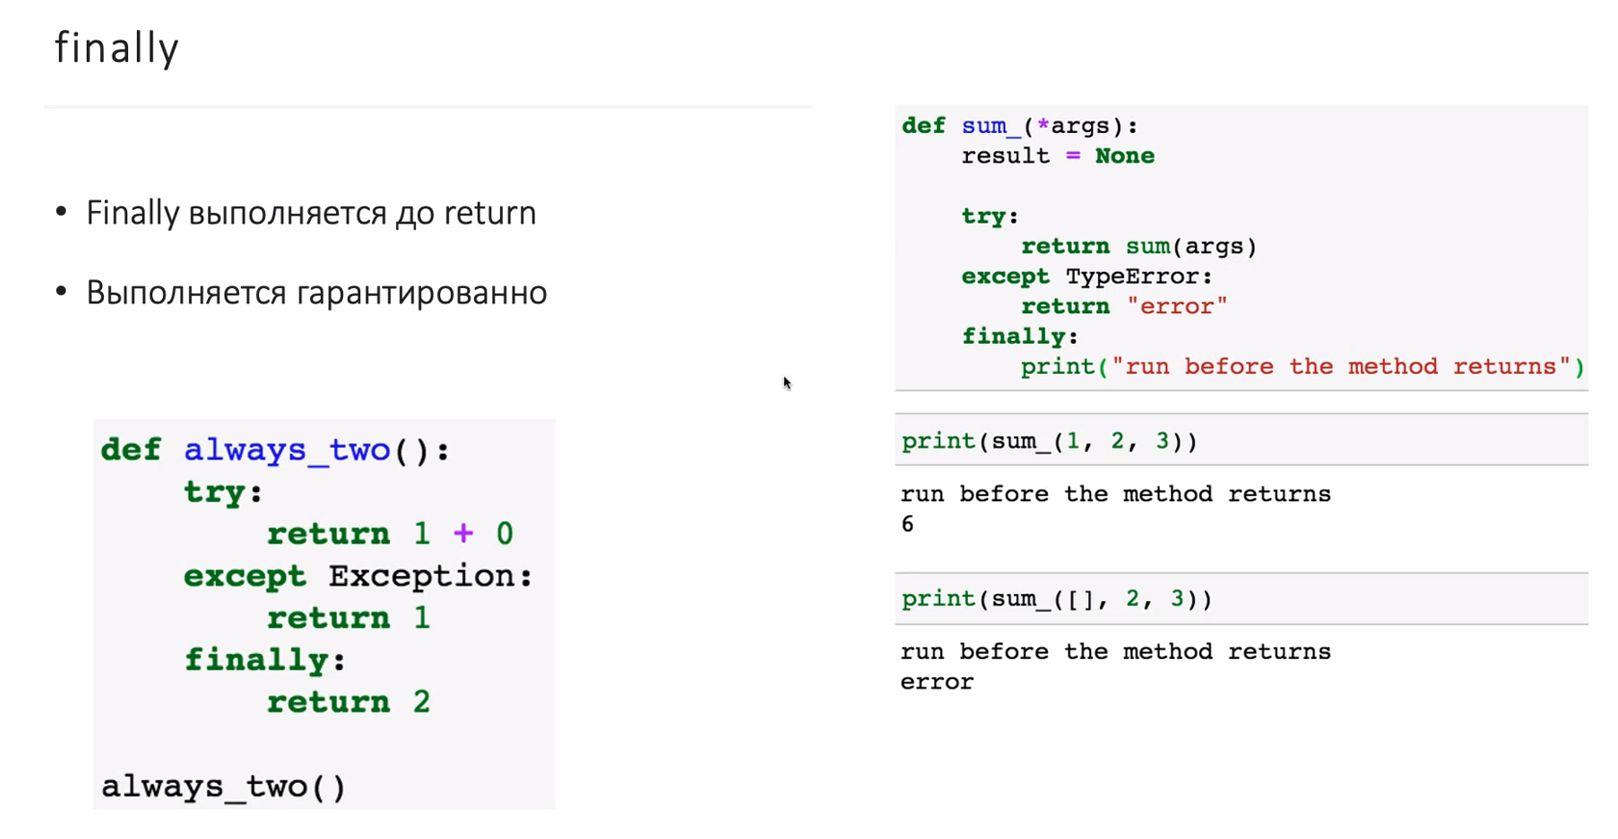 finally
• Finally выполняется до return
• Выполняется гарантированно
def always_two():
    try:
        return 1 + 0
    except Exception:
        return 1
    finally:
        return 2

always_two()
def sum_(*args):
    result = None

    try:
        return sum(args)
    except TypeError:
        return "error"
    finally:
        print("run before the method returns")
print(sum_(1, 2, 3))
run before the method returns
6
print(sum_([], 2, 3))
run before the method returns
error